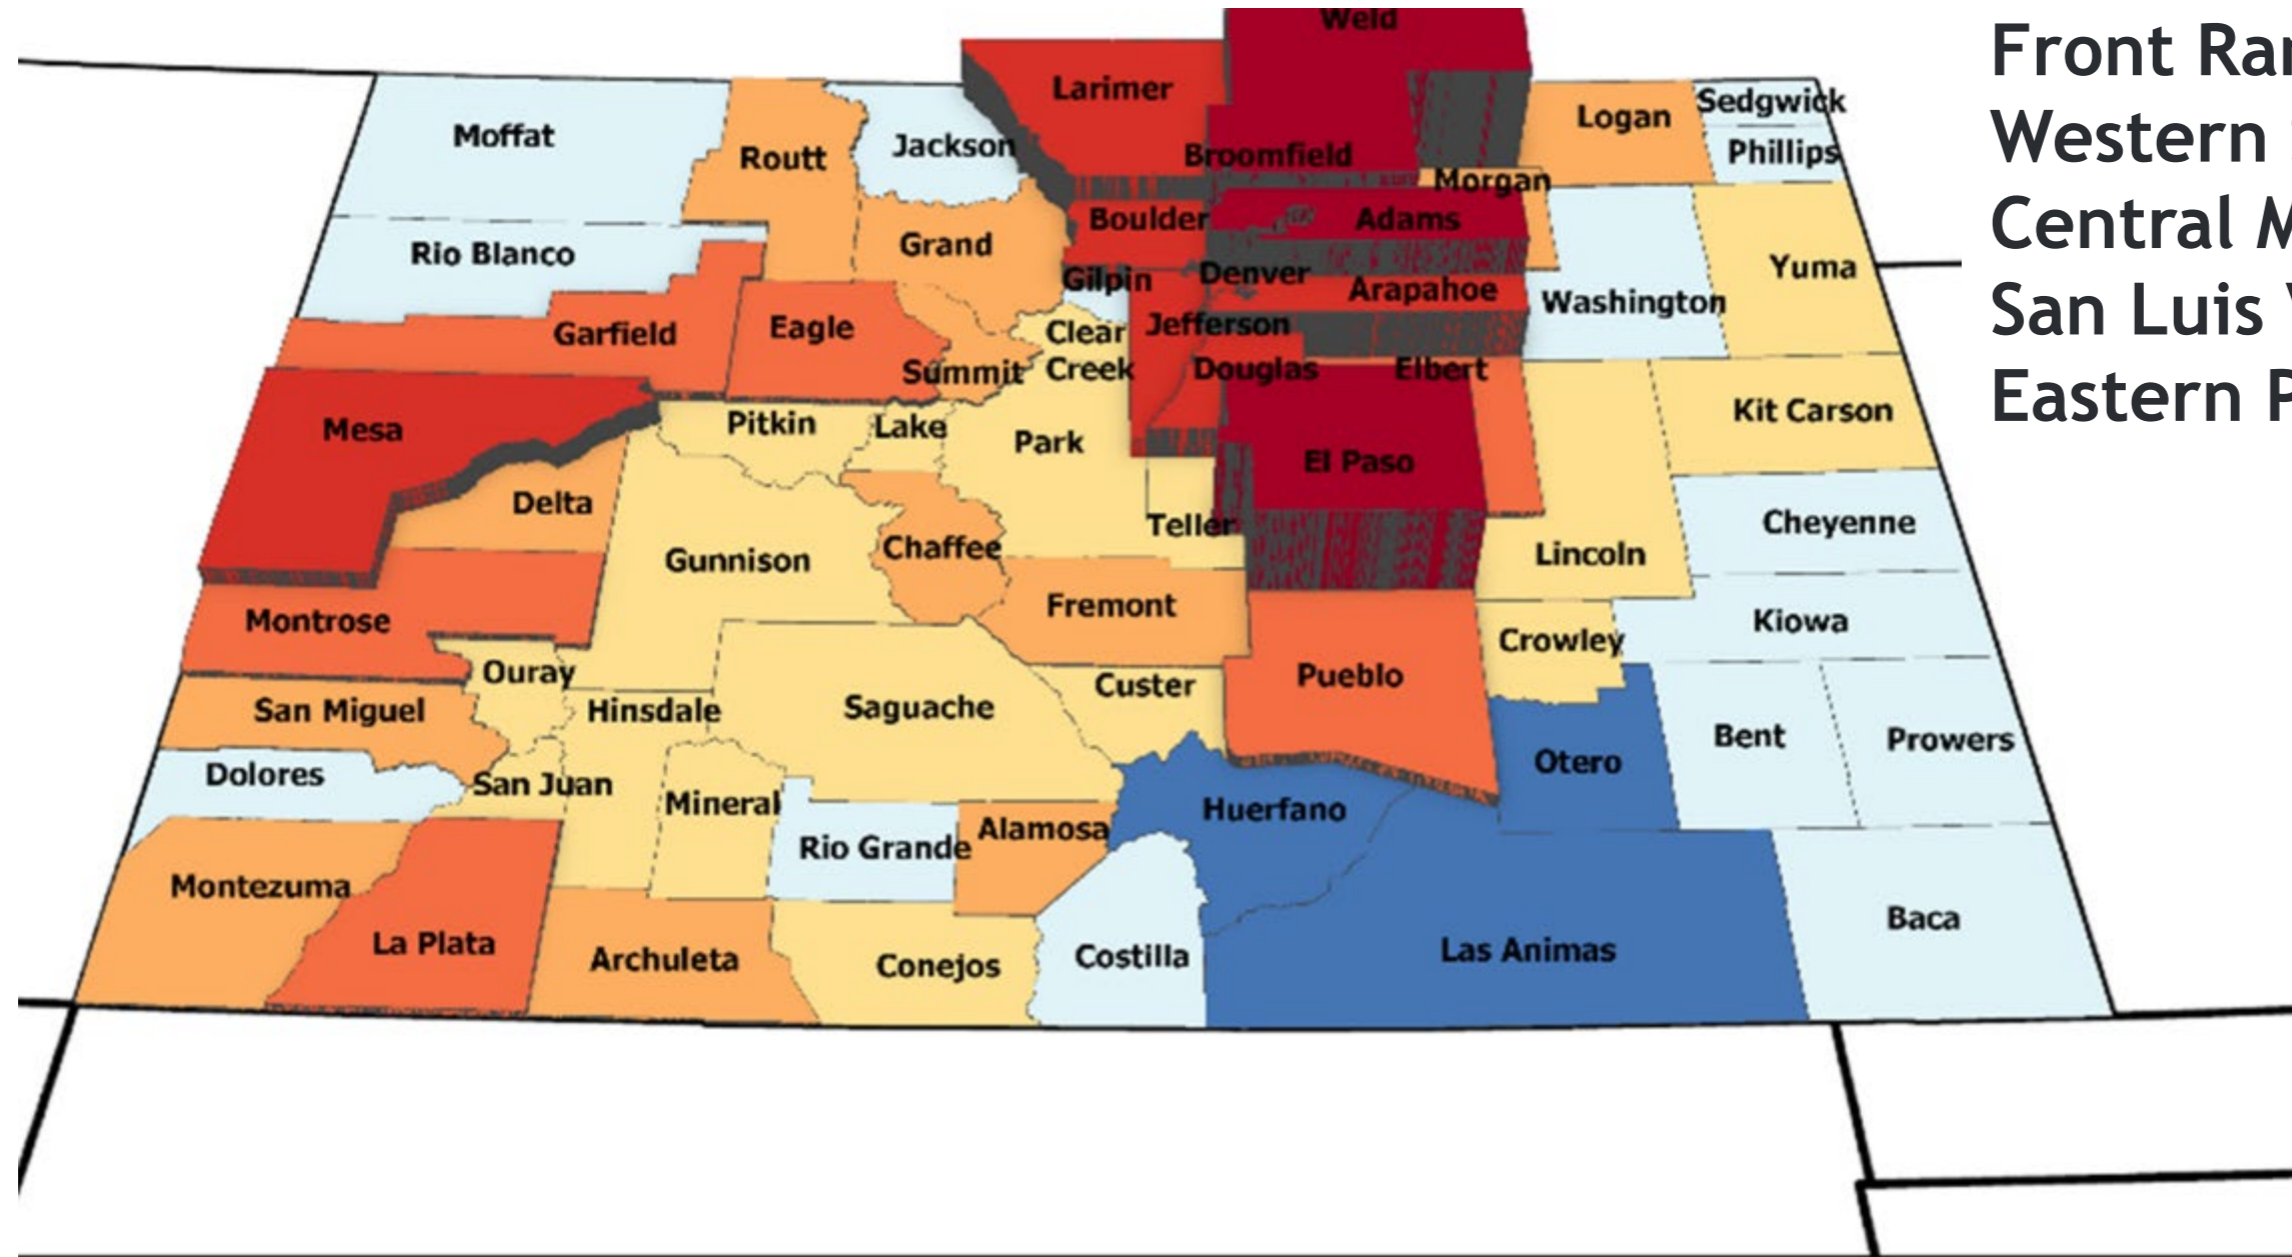 Weld
Larimer
Moffat
Routt
Jackson
Logan
Sedgwick
Phillips
Broomfield
Morgan
Boulder
Adams
Rio Blanco
Grand
Gilpin
Denver
Arapahoe
Washington
Yuma
Garfield
Eagle
Summit
Clear
Creek
Jefferson
Douglas
Elbert
Mesa
Pitkin
Lake
Park
Kit Carson
El Paso
Delta
Teller
Gunnison
Chaffee
Lincoln
Cheyenne
Montrose
Fremont
Crowley
Kiowa
Ouray
San Miguel
Hinsdale
Saguache
Custer
Pueblo
Bent
Prowers
Otero
Dolores
San Juan
Mineral
Huerfano
Rio Grande
Alamosa
Montezuma
La Plata
Archuleta
Conejos
Costilla
Las Animas
Baca
Front Ra
Western
Central M
San Luis
Eastern P